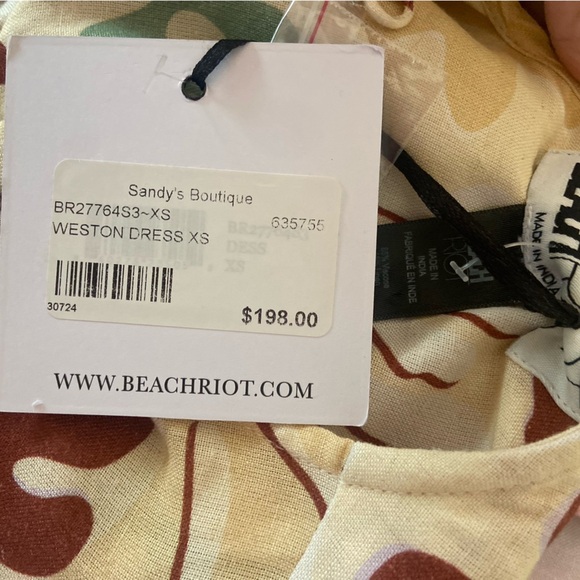 Sandy's Boutique
BR27764S3~XS 635755
WESTON DRESS XS
30724
$198.00
WWW.BEACHRIOT.COM
MADE IN
INDIA
FABRIQUÉ EN INDE
MADE IN INDIA